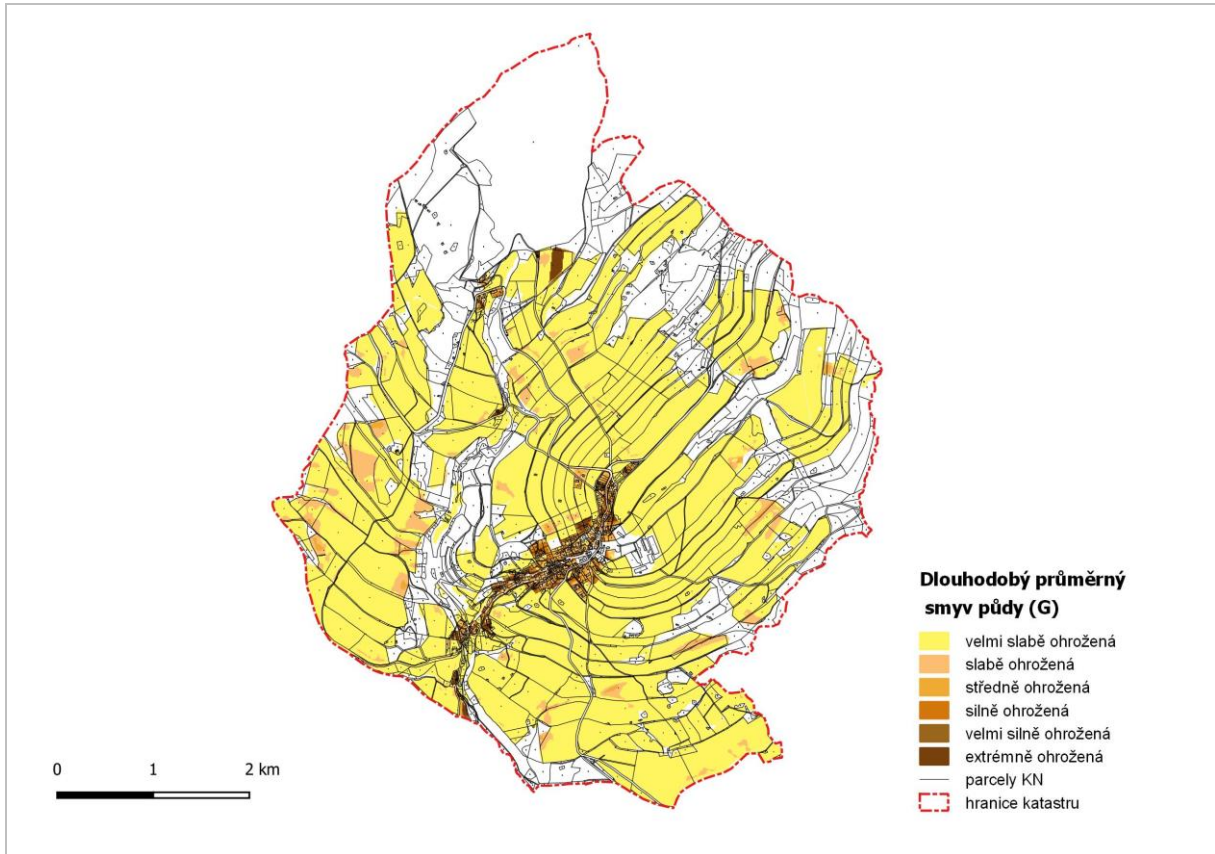 Dlouhodobý průměrný
smyv půdy (G)
velmi slabě ohrožená
slabě ohrožená
středně ohrožená
silně ohrožená
velmi silně ohrožená
extrémně ohrožená
parcely KN
hranice katastru
0 1 2 km